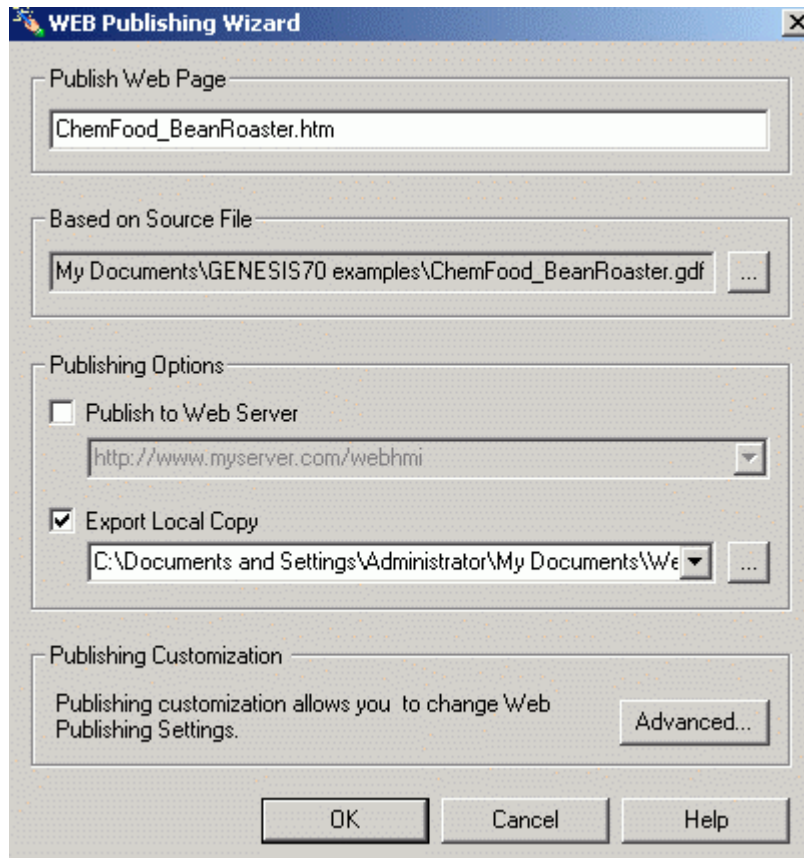 WEB Publishing Wizard
Publish Web Page
ChemFood_BeanRoaster.htm
Based on Source File
My Documents\GENESIS70 examples\ChemFood_BeanRoaster.gdf
...
Publishing Options
Publish to Web Server
http://www.myserver.com/webhmi
Export Local Copy
C:\Documents and Settings\Administrator\My Documents\We
...
Publishing Customization
Publishing customization allows you to change Web
Publishing Settings.
Advanced...
OK
Cancel
Help